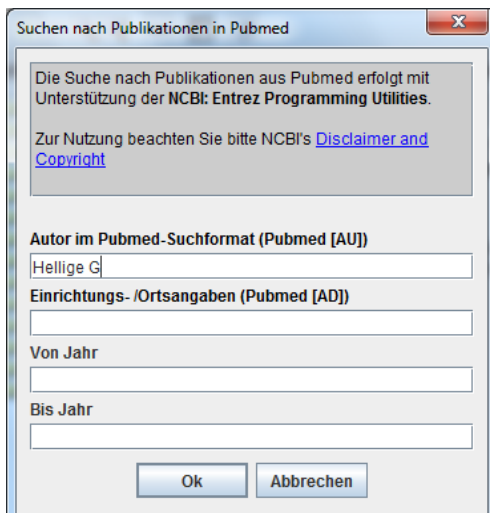 Suchen nach Publikationen in Pubmed
Die Suche nach Publikationen aus Pubmed erfolgt mit
Unterstützung der NCBI: Entrez Programming Utilities.
Zur Nutzung beachten Sie bitte NCBI's Disclaimer and
Copyright
Autor im Pubmed-Suchformat (Pubmed [AU])
Hellige G
Einrichtungs- /Ortsangaben (Pubmed [AD])
Von Jahr
Bis Jahr
Ok Abbrechen